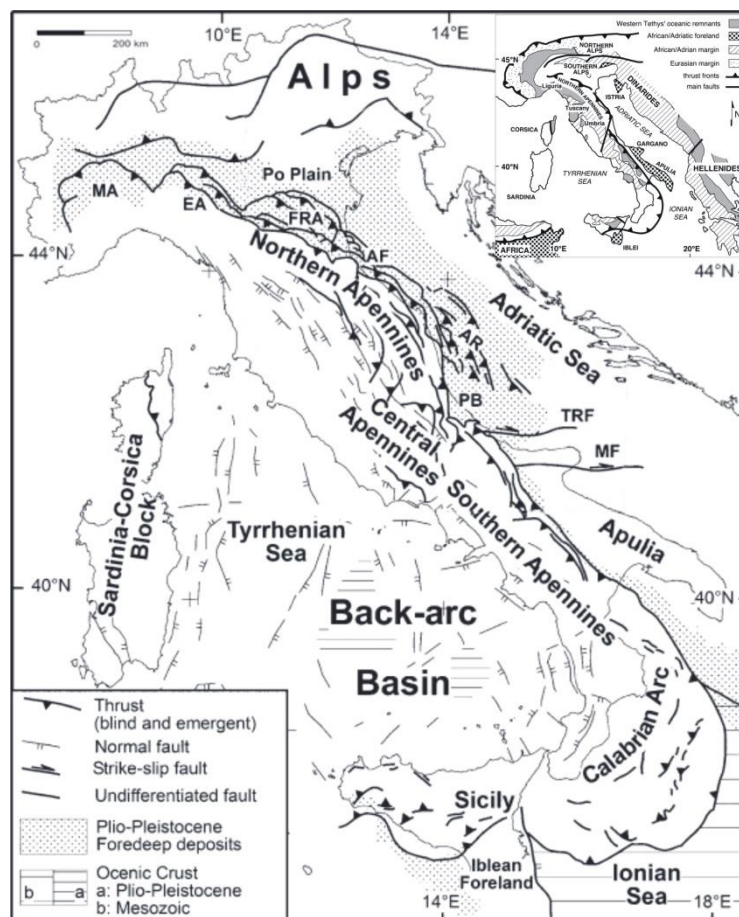 0
200 km
10°E
14°E
Alps
Po Plain
MA
EA
FRA
AF
44°N
44°N
Northern Apennines
Adriatic Sea
AR
PB
TRF
MF
Central
Apennines
Southern Apennines
Apulia
Sardinia-Corsica
Block
Tyrrhenian
Sea
40°N
40°N
Back-arc
Basin
Calabrian Arc
Sicily
Iblean
Foreland
Ionian
Sea
14°E
18°E
Thrust
(blind and emergent)
Normal fault
Strike-slip fault
Undifferentiated fault
Plio-Pleistocene
Foredeep deposits
b
a
Ocenic Crust
a: Plio-Pleistocene
b: Mesozoic
Western Tethys' oceanic remnants
African/Adriatic foreland
African/Adrian margin
Eurasian margin
thrust fronts
main faults
N
45°N
NORTHERN
ALPS
SOUTHERN
ALPS
DINARIDES
ISTRIA
NORTHERN APENNINES
Liguria
Tuscany
Umbria
ADRIATIC SEA
CORSICA
GARGANO
APULIA
HELLENIDES
40°N
TYRRHENIAN
SEA
SARDINIA
IONIAN
SEA
AFRICA
10°E
IBLEI
20°E